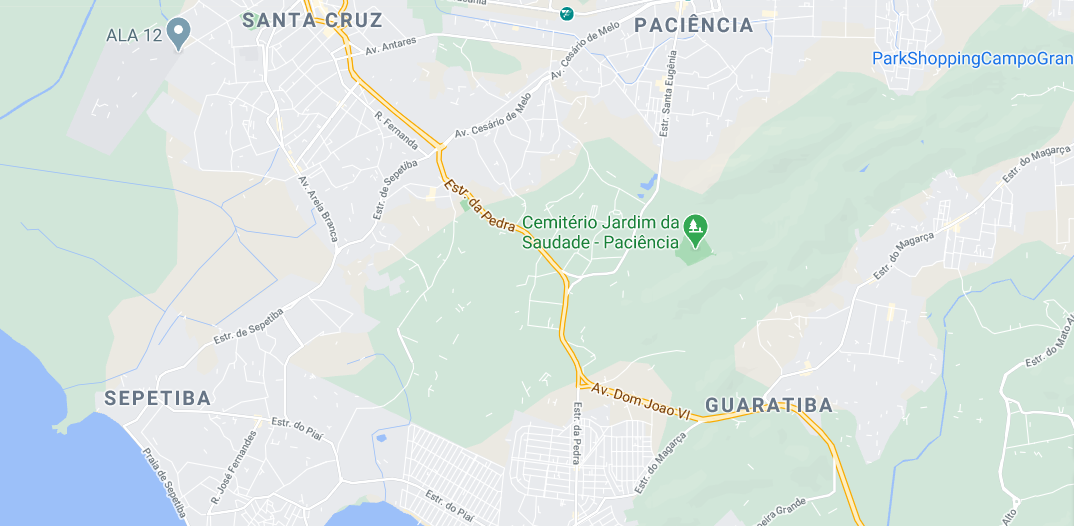 SANTA CRUZ
PACIÊNCIA
ALA 12
Av. Antares
Av. Cesário de Melo
ParkShoppingCampoGran
Estr. Santa Eugênia
R. Fernanda
Av. Cesário de Melo
Estr. do Magarça
Estr. de Sepetiba
Av. Areia Branca
Estr. da Pedra
Cemitério Jardim da
Saudade - Paciência
Estr. do Magarça
Estr. de Sepetiba
Estr. do Mato Al
SEPETIBA
Av. Dom Joao VI
GUARATIBA
Estr. do Piaí
Estr. da Pedra
Estr. do Magarça
R. José Fernandes
Praia de Sepetiba
Estr. do Piaí
beira Grande
Alto